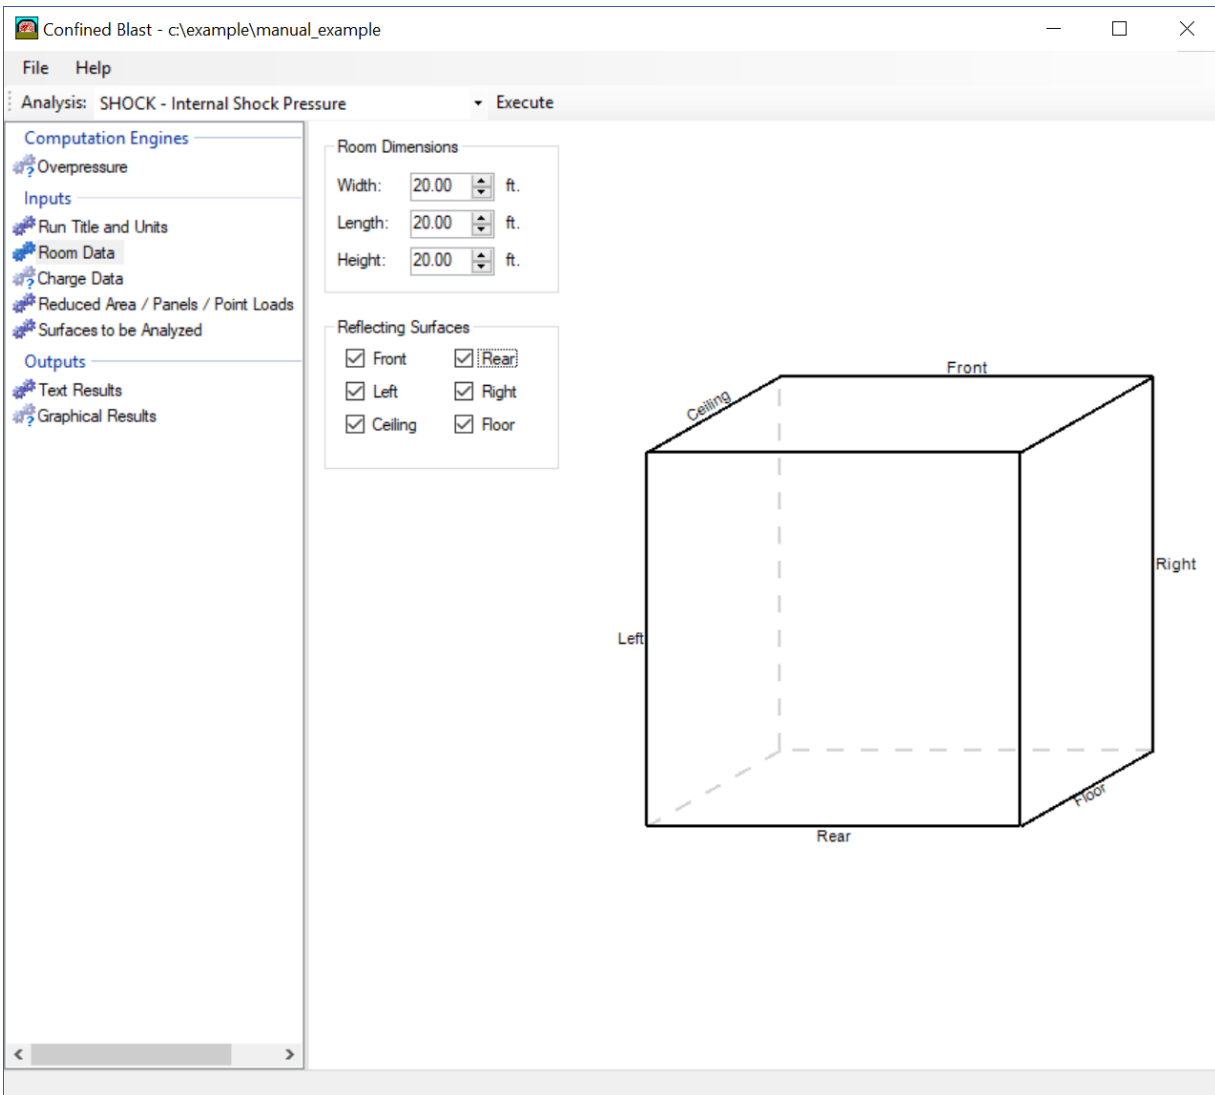 Confined Blast - c:\example\manual_example
File Help
Analysis: SHOCK - Internal Shock Pressure Execute
Computation Engines
Overpressure
Inputs
Run Title and Units
Room Data
Charge Data
Reduced Area / Panels / Point Loads
Surfaces to be Analyzed
Outputs
Text Results
Graphical Results
Room Dimensions
Width: 20.00 ft.
Length: 20.00 ft.
Height: 20.00 ft.
Reflecting Surfaces
Front Rear
Left Right
Ceiling Floor
Front
Ceiling
Right
Left
Floor
Rear